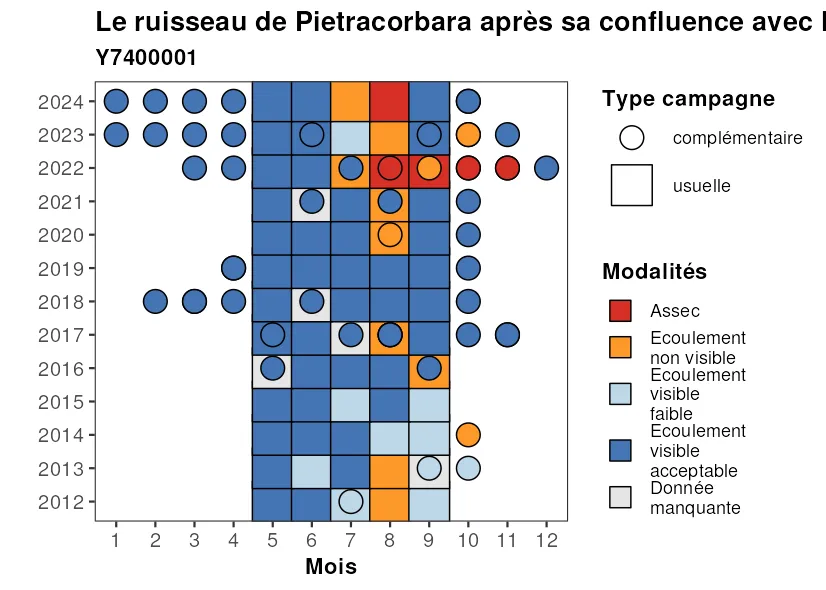 Le ruisseau de Pietracorbara après sa confluence avec l
Y7400001
2024
2023
2022
2021
2020
2019
2018
2017
2016
2015
2014
2013
2012
1 2 3 4 5 6 7 8 9 10 11 12
Mois
Type campagne
complémentaire
usuelle
Modalités
Assec
Ecoulement
non visible
Ecoulement
visible
faible
Ecoulement
visible
acceptable
Donnée
manquante